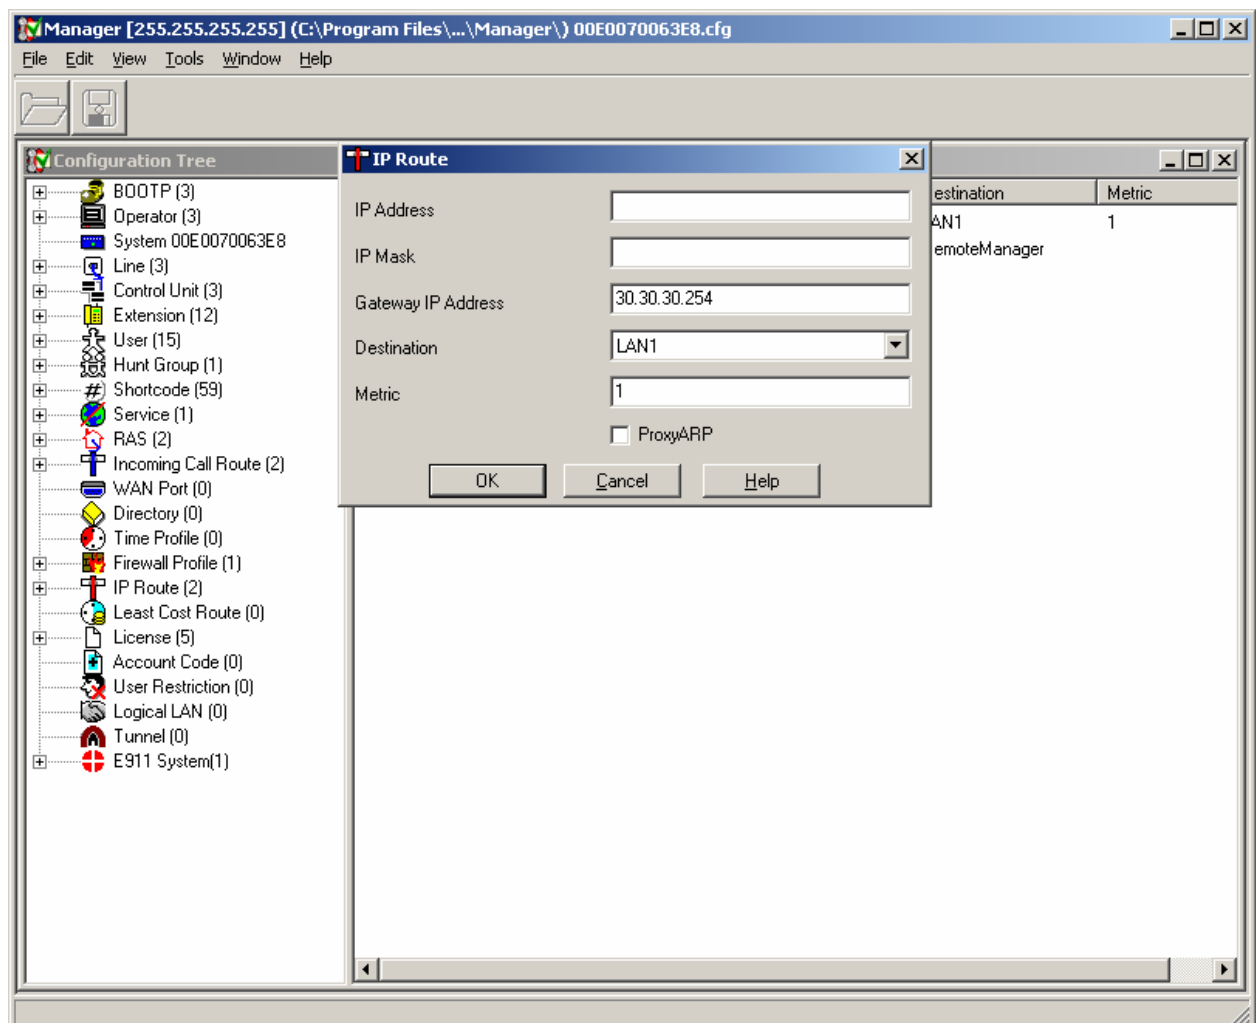 Manager [255.255.255.255] (C:\Program Files\...\Manager\) 00E0070063E8.cfg
File Edit View Tools Window Help
Configuration Tree
BOOTP (3)
Operator (3)
System 00E0070063E8
Line (3)
Control Unit (3)
Extension (12)
User (15)
Hunt Group (1)
Shortcode (59)
Service (1)
RAS (2)
Incoming Call Route (2)
WAN Port (0)
Directory (0)
Time Profile (0)
Firewall Profile (1)
IP Route (2)
Least Cost Route (0)
License (5)
Account Code (0)
User Restriction (0)
Logical LAN (0)
Tunnel (0)
E911 System(1)
IP Route
IP Address
IP Mask
Gateway IP Address 30.30.30.254
Destination LAN1
Metric 1
ProxyARP
OK Cancel Help
estination Metric
AN1 1
emoteManager